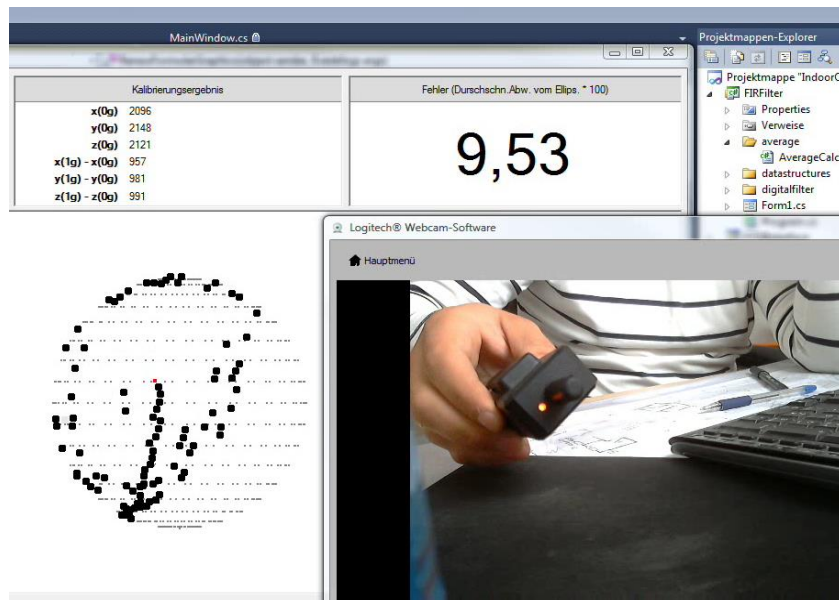 MainWindow.cs
Projektmappen-Explorer
Kalibrierungsergebnis
Fehler (Durschschn.Abw. vom Ellips. * 100)
x(0g) 2096
y(0g) 2148
z(0g) 2121
x(1g) - x(0g) 957
y(1g) - y(0g) 981
z(1g) - z(0g) 991
9,53
Projektmappe "IndoorG
FIRFilter
Properties
Verweise
average
AverageCalc
datastructures
digitalfilter
Form1.cs
Logitech® Webcam-Software
Hauptmenü